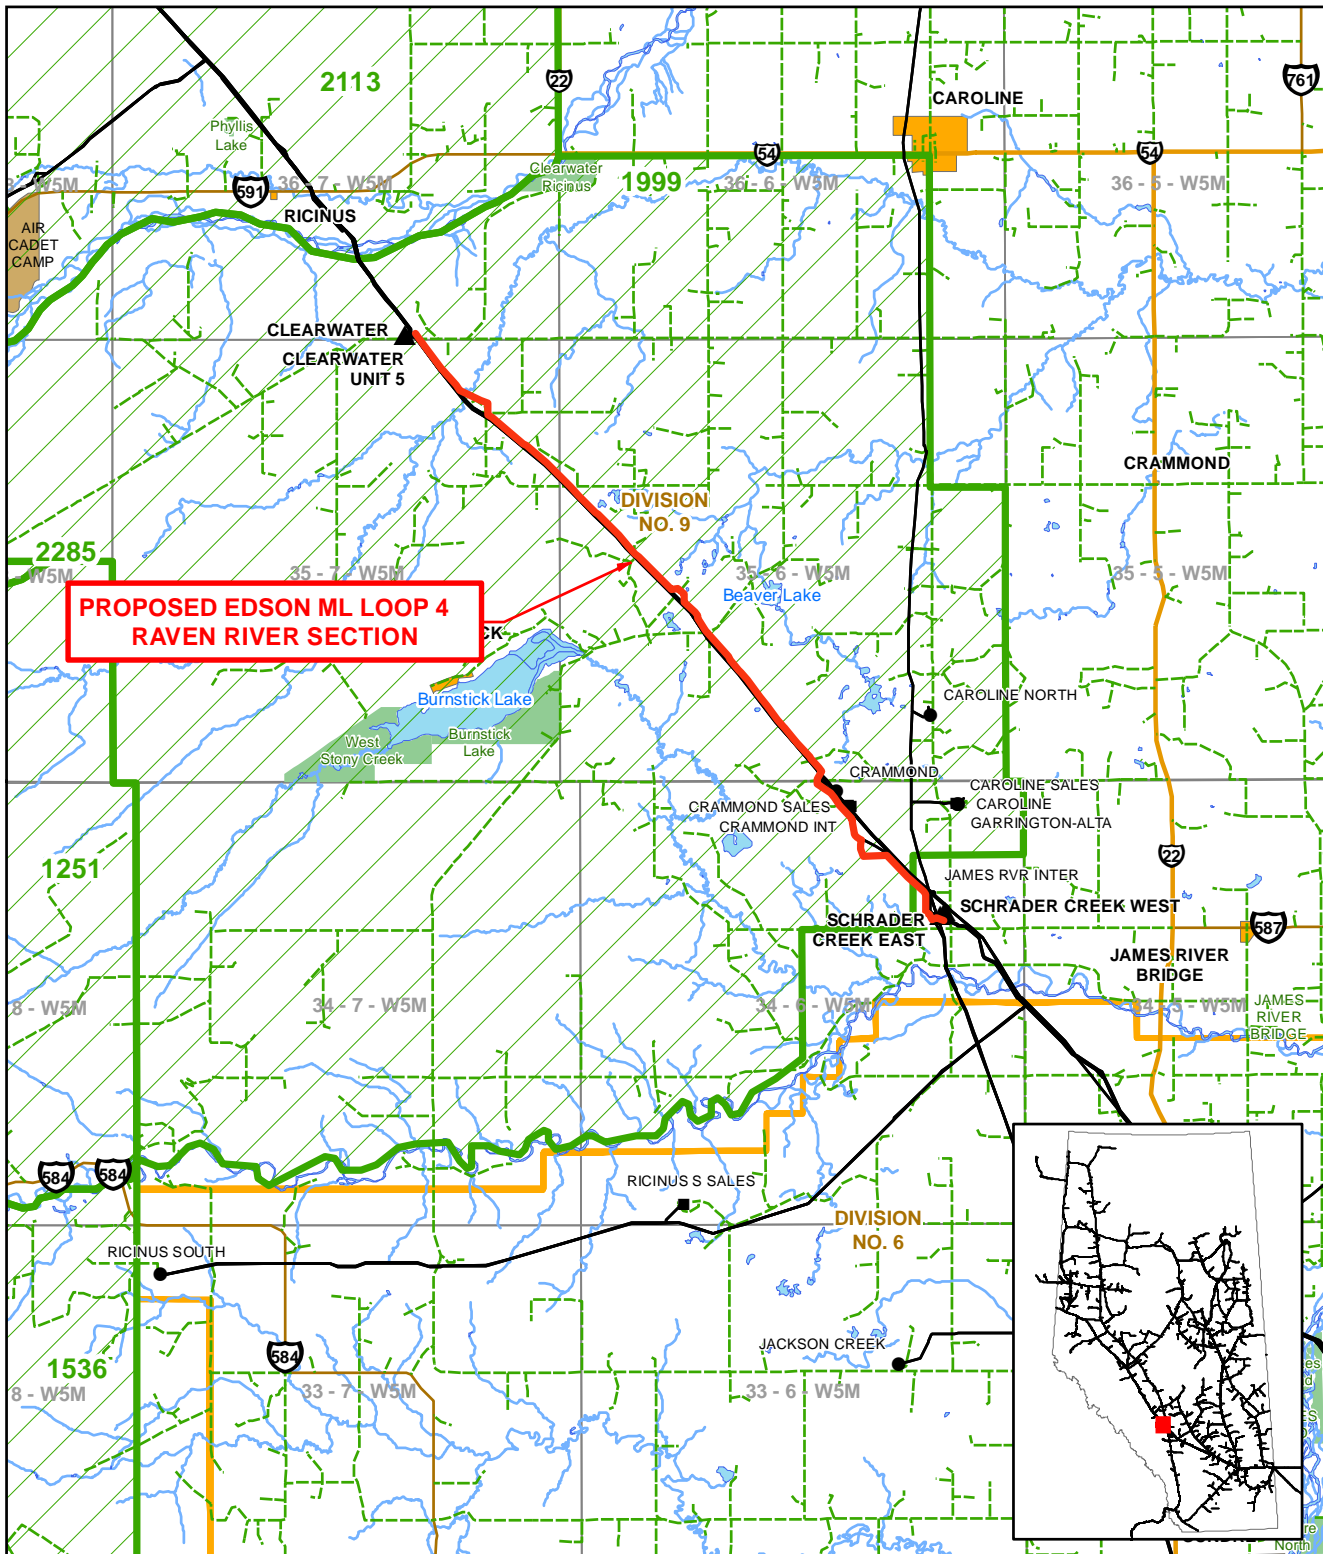 2113
22
761
CAROLINE
Phyllis
Lake
54
54
Clearwater
Ricinus
1999
- W5M
591
36 - 7 - W5M
36 - 6 - W5M
36 - 5 - W5M
RICINUS
AIR
CADET
CAMP
CLEARWATER
CLEARWATER
UNIT 5
CRAMMOND
DIVISION
NO. 9
2285
- W5M
35 - 7 - W5M
35 - 6 - W5M
35 - 5 - W5M
Beaver Lake
PROPOSED EDSON ML LOOP 4
RAVEN RIVER SECTION
CK
Burnstick Lake
West
Stony Creek
Burnstick
Lake
CAROLINE NORTH
CRAMMOND
CRAMMOND SALES
CRAMMOND INT
CAROLINE SALES
CAROLINE
GARRINGTON-ALTA
22
1251
JAMES RVR INTER
SCHRADER CREEK WEST
SCHRADER
CREEK EAST
587
JAMES RIVER
BRIDGE
8 - W5M
34 - 7 - W5M
34 - 6 - W5M
34 - 5 - W5M
JAMES
RIVER
BRIDGE
584
584
RICINUS S SALES
DIVISION
NO. 6
RICINUS SOUTH
JACKSON CREEK
584
1536
8 - W5M
33 - 7 - W5M
33 - 6 - W5M
North